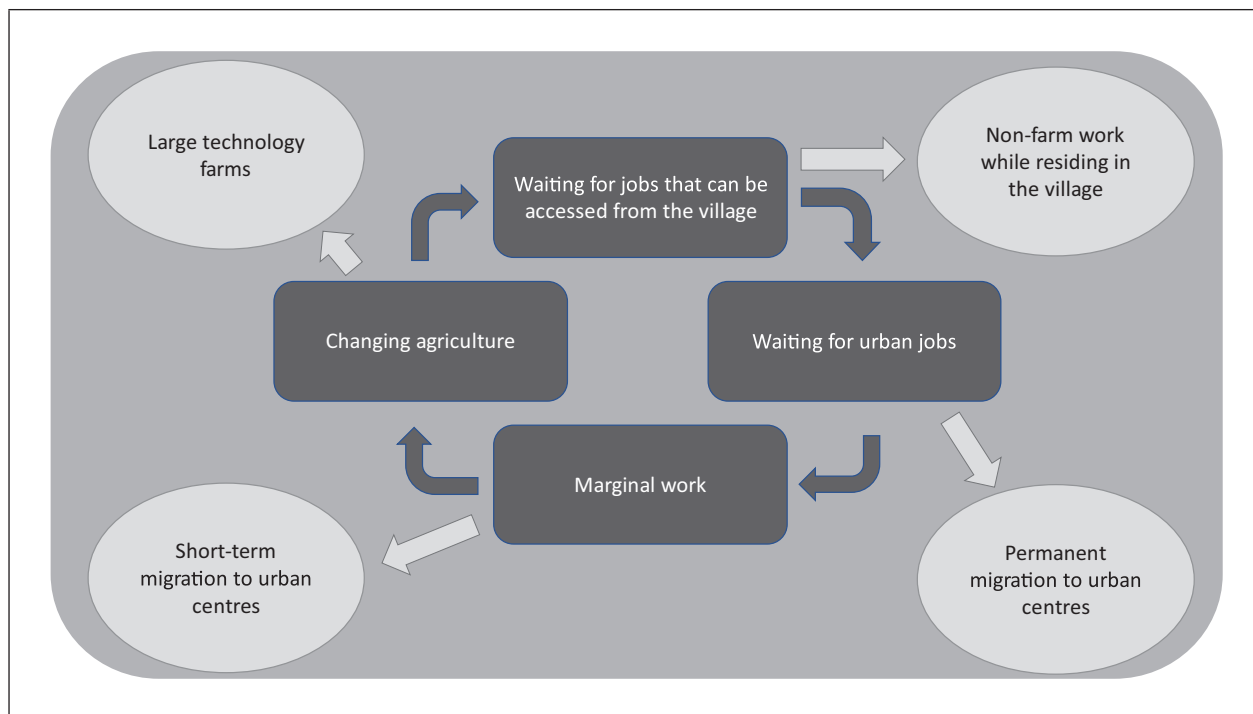 Large technology
farms
Waiting for jobs that can be
accessed from the village
Non-farm work
while residing in
the village
Changing agriculture
Waiting for urban jobs
Marginal work
Short-term
migration to urban
centres
Permanent
migration to urban
centres